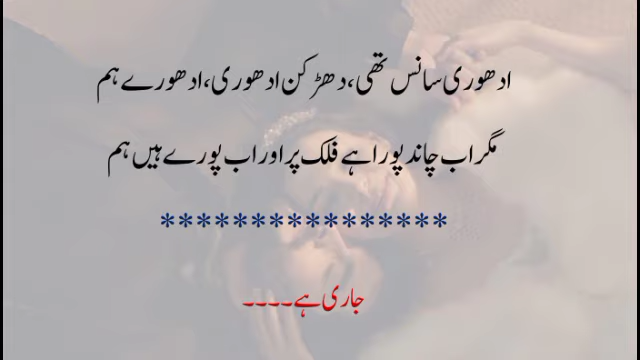 ادھوری سانس تھی، دھڑکن ادھوری، ادھورے ہم
مگر اب چاند پورا ہے فلک پر اور اب پورے ہیں ہم
****************
جاری ہے۔۔۔۔